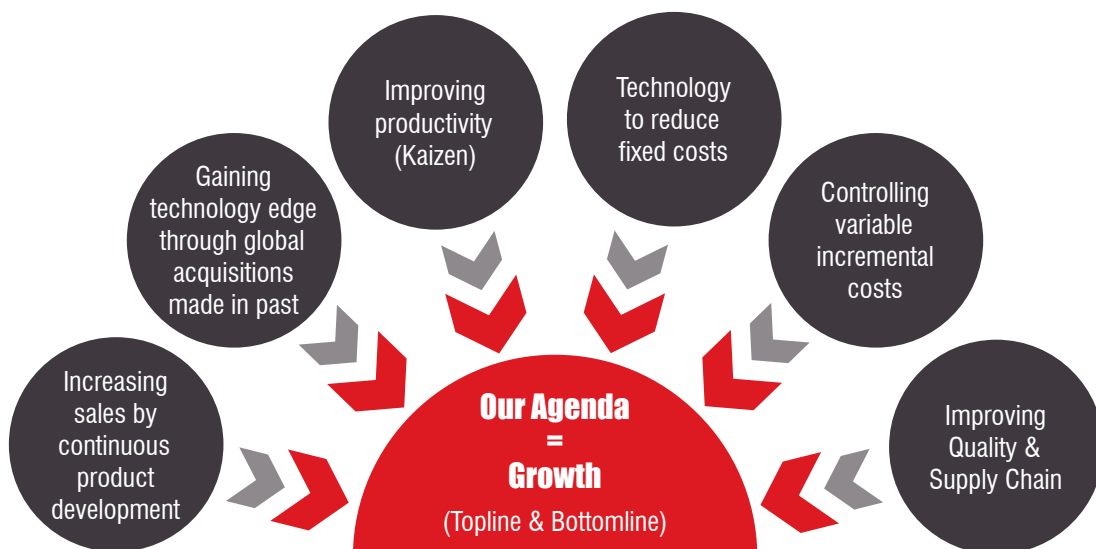 Increasing
sales by
continuous
product
development
Gaining
technology edge
through global
acquisitions
made in past
Improving
productivity
(Kaizen)
Technology
to reduce
fixed costs
Controlling
variable
incremental
costs
Improving
Quality &
Supply Chain
Our Agenda
=
Growth
(Topline & Bottomline)